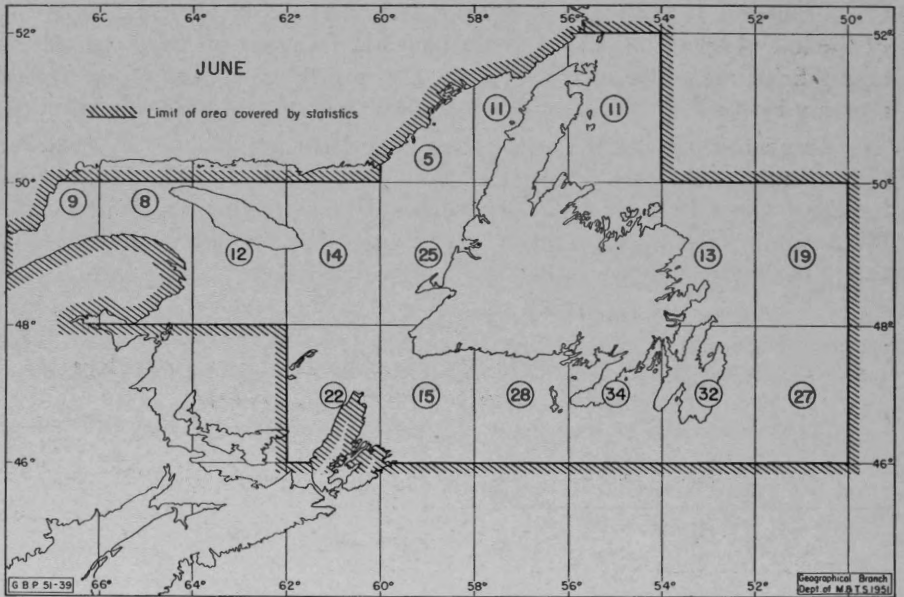 66° 64° 62° 60° 58° 56° 54° 52° 50°
52° 52°
JUNE
Limit of area covered by statistics
11 11
5
50° 50°
9 8
12 14 25 13 19
48° 48°
22 15 28 34 32 27
46° 46°
G B P 51-39
66° 64° 62° 60° 58° 56° 54° 52° 50°
Geographical Branch
Dept of M&TS 1951